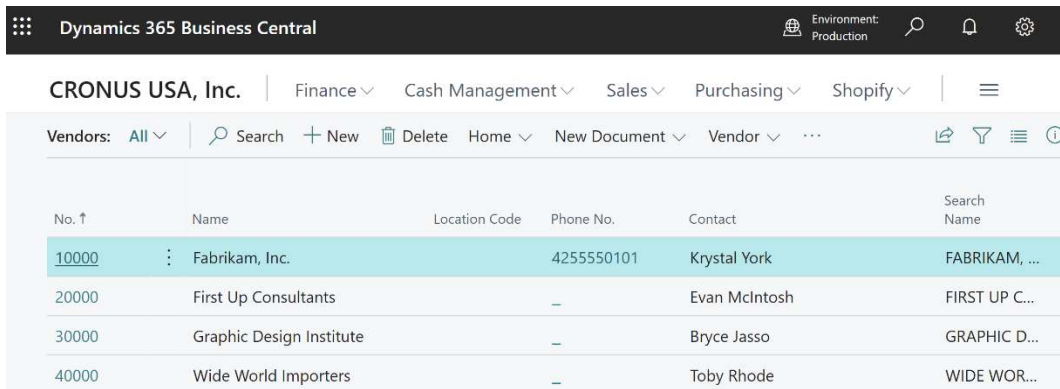 Dynamics 365 Business Central Environment: Production
CRONUS USA, Inc. Finance Cash Management Sales Purchasing Shopify
Vendors: All Search New Delete Home New Document Vendor ...
No. ↑ Name Location Code Phone No. Contact Search Name
10000 Fabrikam, Inc. 4255550101 Krystal York FABRIKAM, ...
20000 First Up Consultants _ Evan McIntosh FIRST UP C...
30000 Graphic Design Institute _ Bryce Jasso GRAPHIC D...
40000 Wide World Importers _ Toby Rhode WIDE WOR...